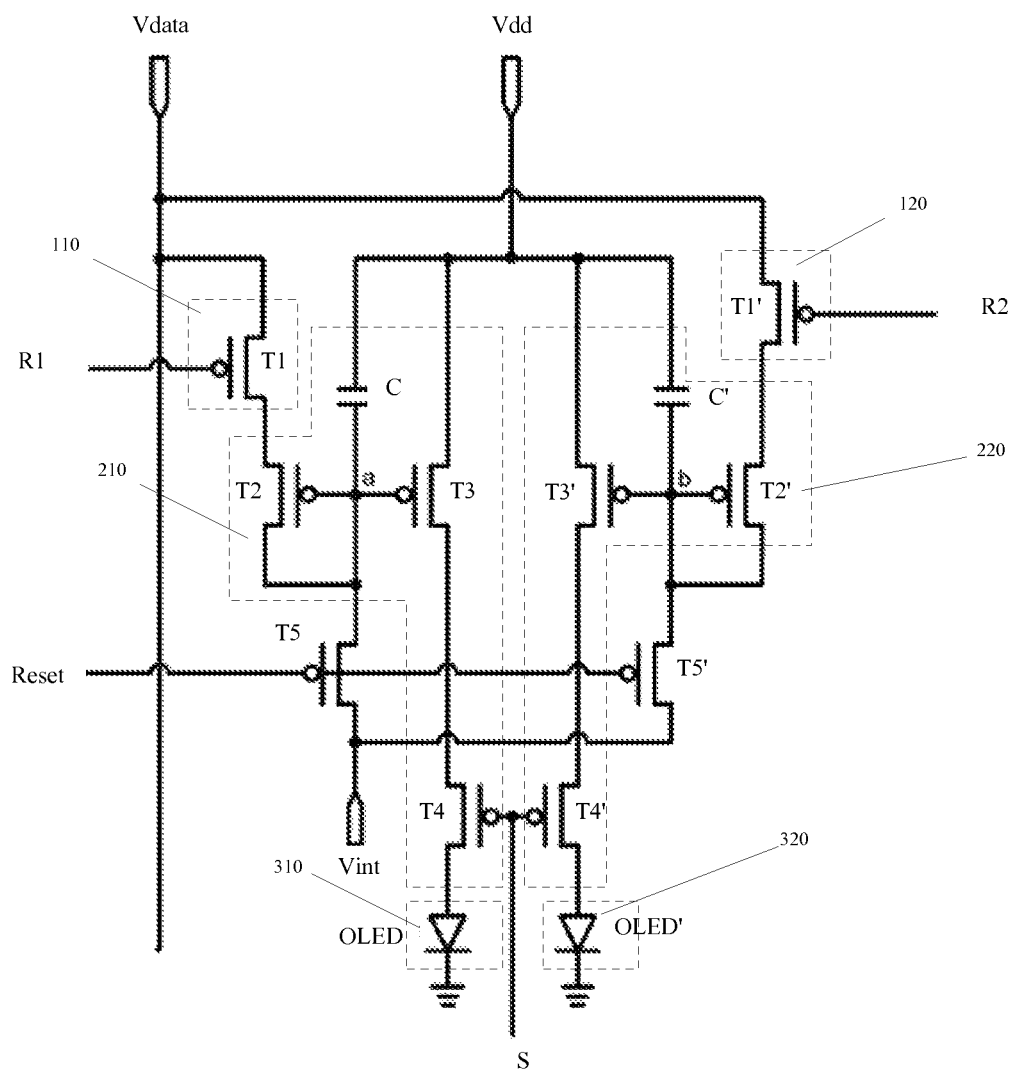 Vdata
Vdd
110
120
T1'
R2
R1
T1
C
C'
210
T2
a
T3
T3'
b
T2'
220
T5
T5'
Reset
T4
T4'
Vint
310
320
OLED
OLED'
S